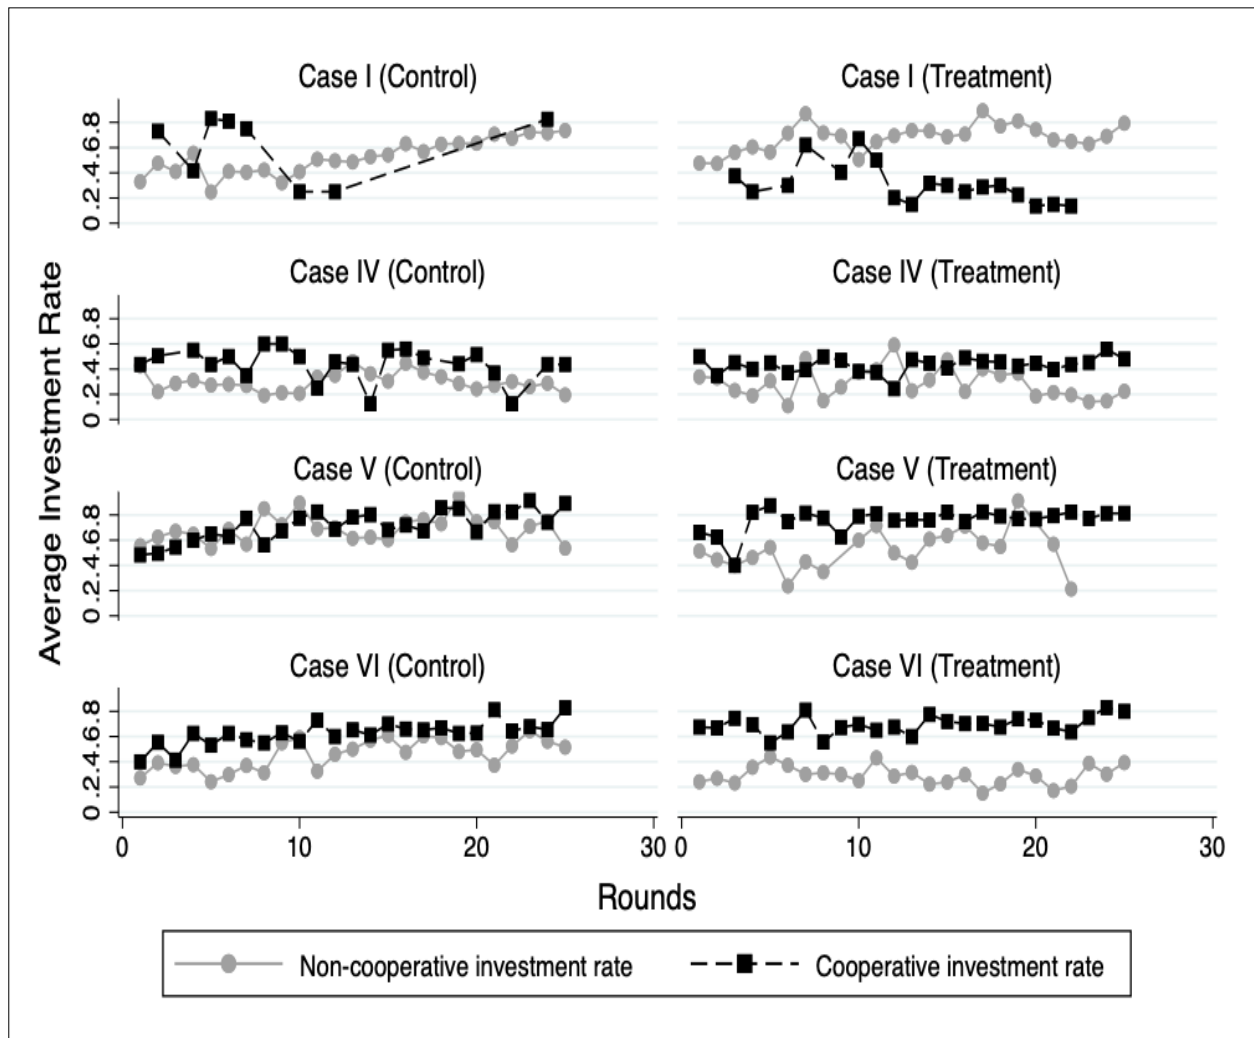 Case I (Control)
Case I (Treatment)
0 .2 .4 .6 .8
Case IV (Control)
Case IV (Treatment)
0 .2 .4 .6 .8
Case V (Control)
Case V (Treatment)
0 .2 .4 .6 .8
Case VI (Control)
Case VI (Treatment)
0 .2 .4 .6 .8
Average Investment Rate
0 10 20 30
0 10 20 30
Rounds
Non-cooperative investment rate
Cooperative investment rate